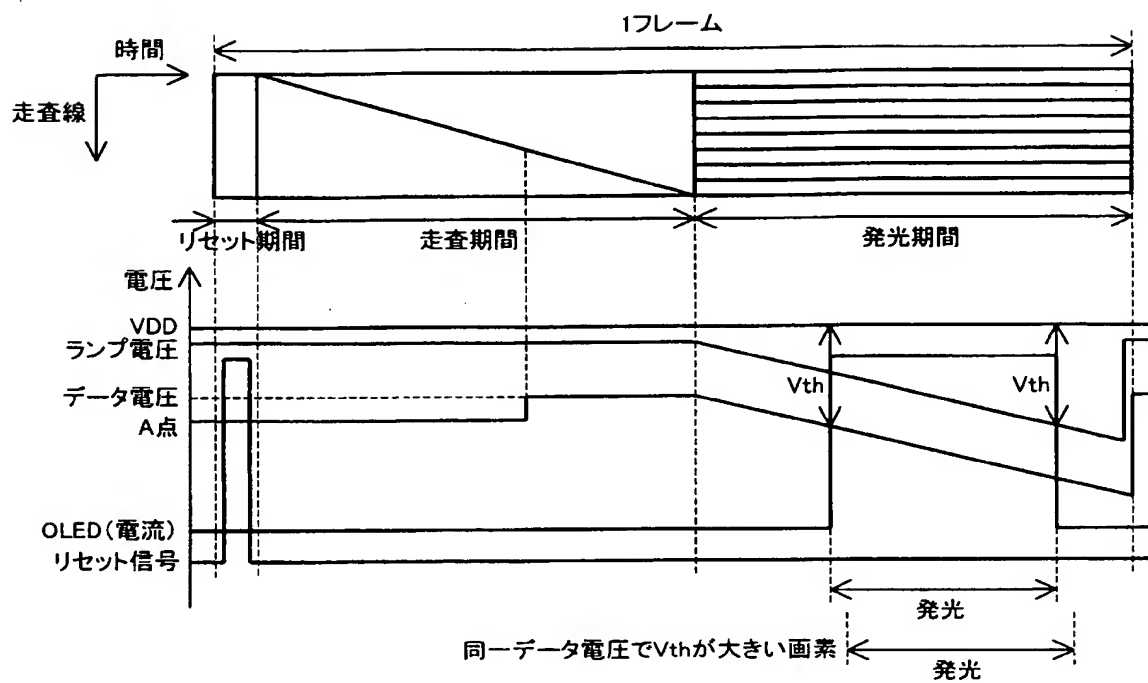 1フレーム
時間
走査線
リセット期間
走査期間
発光期間
電圧
VDD
ランプ電圧
データ電圧
A点
Vth
Vth
OLED(電流)
リセット信号
発光
同一データ電圧でVthが大きい画素
発光